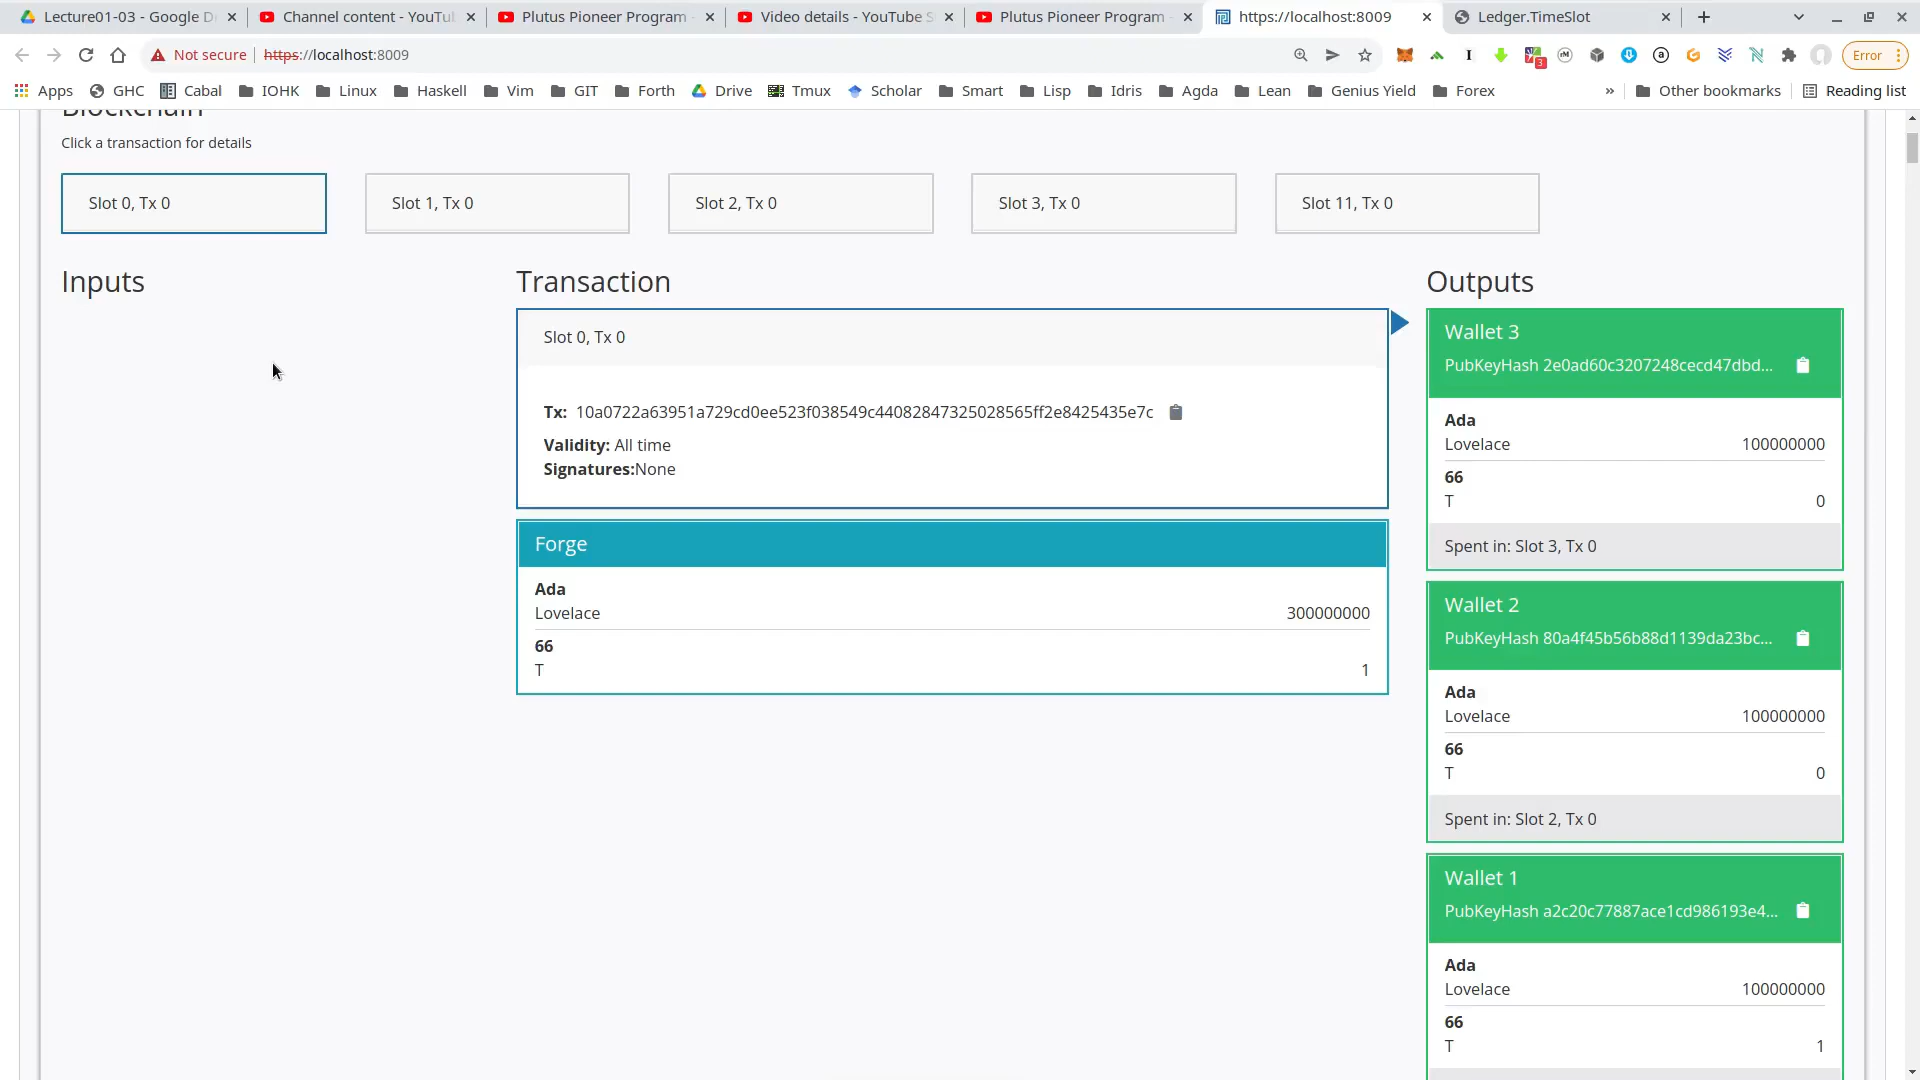 Lecture01-03 - Google D
Channel content - YouTu
Plutus Pioneer Program -
Video details - YouTube S
Plutus Pioneer Program -
https://localhost:8009
Ledger.TimeSlot
Not secure
https://localhost:8009
Error
Apps
GHC
Cabal
IOHK
Linux
Haskell
Vim
GIT
Forth
Drive
Tmux
Scholar
Smart
Lisp
Idris
Agda
Lean
Genius Yield
Forex
»
Other bookmarks
Reading list
Blockchain
Click a transaction for details
Slot 0, Tx 0
Slot 1, Tx 0
Slot 2, Tx 0
Slot 3, Tx 0
Slot 11, Tx 0
Inputs
Transaction
Slot 0, Tx 0
Tx: 10a0722a63951a729cd0ee523f038549c44082847325028565ff2e8425435e7c
Validity: All time
Signatures:None
Forge
Ada
Lovelace 300000000
66
T 1
Outputs
Wallet 3
PubKeyHash 2e0ad60c3207248cecd47dbd...
Ada
Lovelace 100000000
66
T 0
Spent in: Slot 3, Tx 0
Wallet 2
PubKeyHash 80a4f45b56b88d1139da23bc...
Ada
Lovelace 100000000
66
T 0
Spent in: Slot 2, Tx 0
Wallet 1
PubKeyHash a2c20c77887ace1cd986193e4...
Ada
Lovelace 100000000
66
T 1